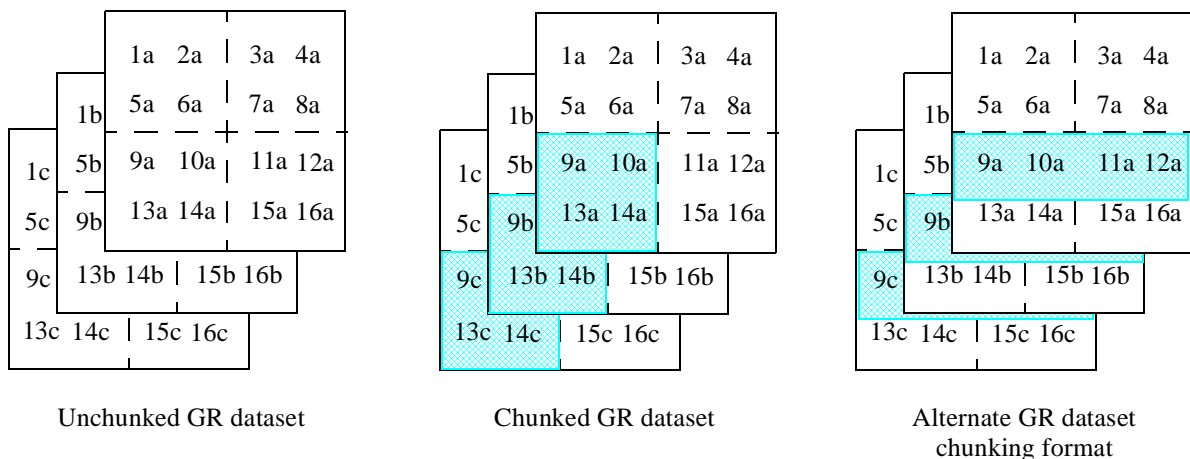 1a 2a 3a 4a
5a 6a 7a 8a
9a 10a 11a 12a
13a 14a 15a 16a
1b
5b
9b
13b 14b 15b 16b
1c
5c
9c
13c 14c 15c 16c
Unchunked GR dataset
1a 2a 3a 4a
5a 6a 7a 8a
9a 10a 11a 12a
13a 14a 15a 16a
1b
5b
9b
13b 14b 15b 16b
1c
5c
9c
13c 14c 15c 16c
Chunked GR dataset
1a 2a 3a 4a
5a 6a 7a 8a
9a 10a 11a 12a
13a 14a 15a 16a
1b
5b
9b
13b 14b 15b 16b
1c
5c
9c
13c 14c 15c 16c
Alternate GR dataset
chunking format